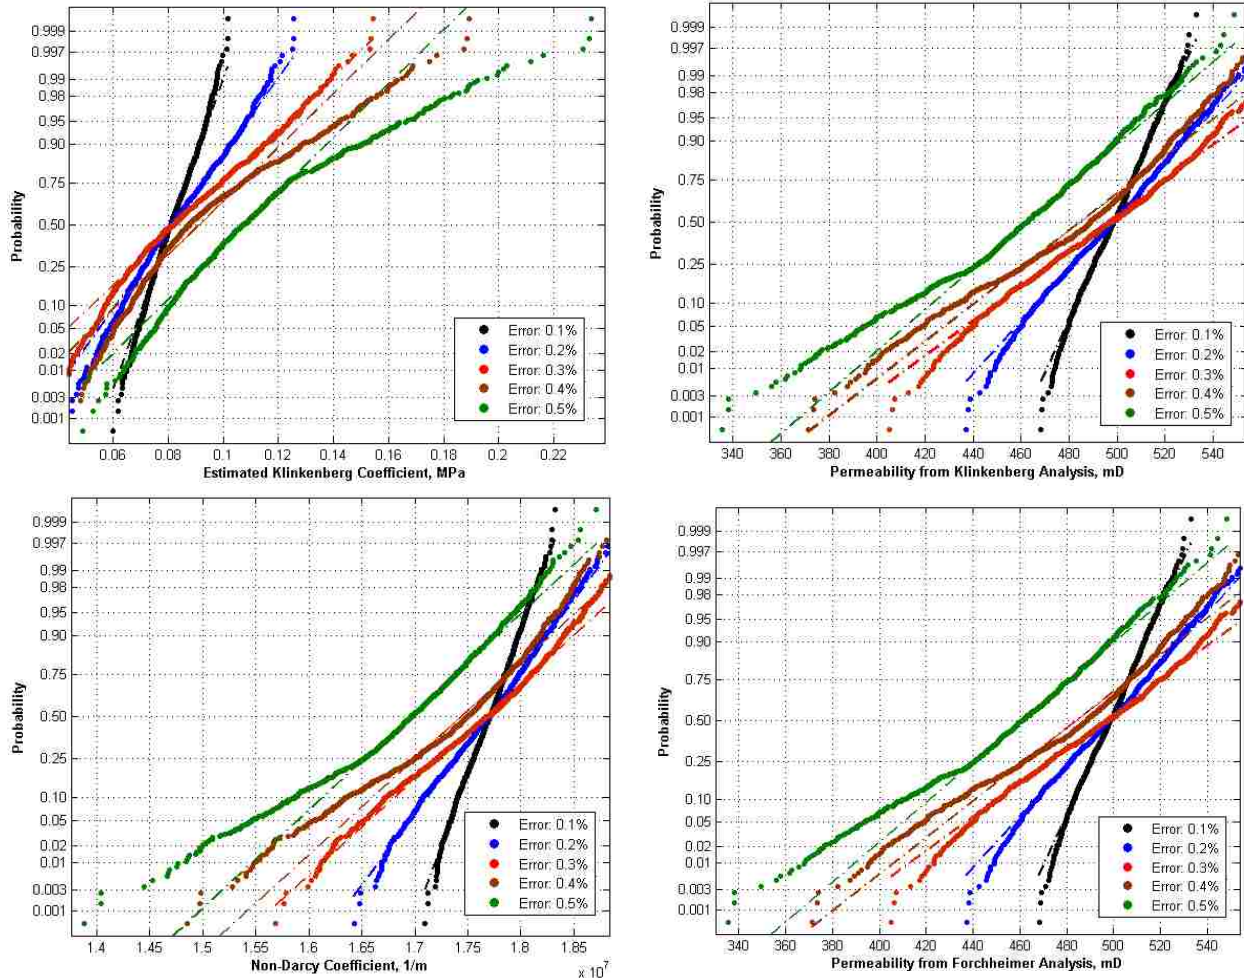 0.999
0.997
0.99
0.98
0.95
0.90
0.75
0.50
0.25
0.10
0.05
0.02
0.01
0.003
0.001
Probability
Error: 0.1%
Error: 0.2%
Error: 0.3%
Error: 0.4%
Error: 0.5%
0.06 0.08 0.1 0.12 0.14 0.16 0.18 0.2 0.22
Estimated Klinkenberg Coefficient, MPa
0.999
0.997
0.99
0.98
0.95
0.90
0.75
0.50
0.25
0.10
0.05
0.02
0.01
0.003
0.001
Probability
Error: 0.1%
Error: 0.2%
Error: 0.3%
Error: 0.4%
Error: 0.5%
340 360 380 400 420 440 460 480 500 520 540
Permeability from Klinkenberg Analysis, mD
0.999
0.997
0.99
0.98
0.95
0.90
0.75
0.50
0.25
0.10
0.05
0.02
0.01
0.003
0.001
Probability
Error: 0.1%
Error: 0.2%
Error: 0.3%
Error: 0.4%
Error: 0.5%
1.4 1.45 1.5 1.55 1.6 1.65 1.7 1.75 1.8 1.85
Non-Darcy Coefficient, 1/m
x 10^7
0.999
0.997
0.99
0.98
0.95
0.90
0.75
0.50
0.25
0.10
0.05
0.02
0.01
0.003
0.001
Probability
Error: 0.1%
Error: 0.2%
Error: 0.3%
Error: 0.4%
Error: 0.5%
340 360 380 400 420 440 460 480 500 520 540
Permeability from Forchheimer Analysis, mD